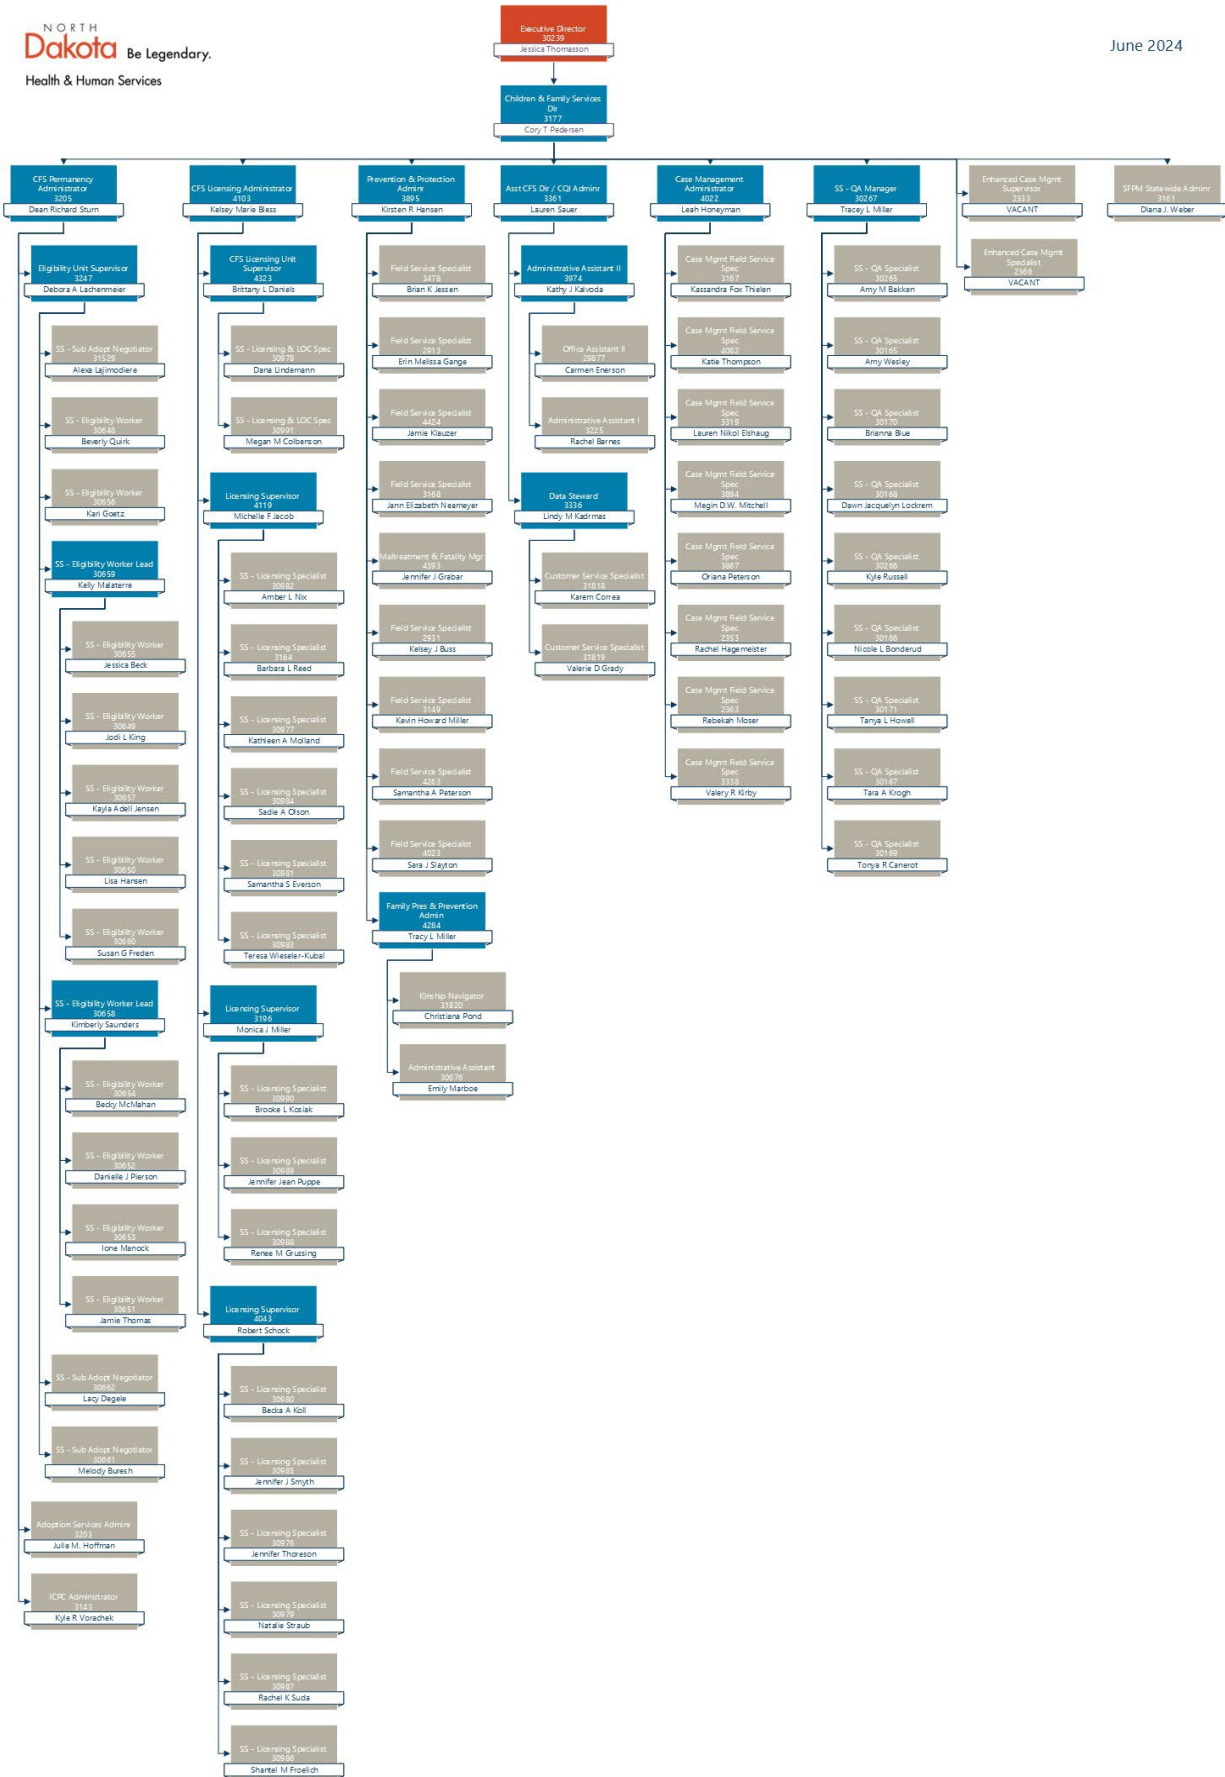 NORTH
Dakota Be Legendary.
Health & Human Services
June 2024
Executive Director
30239
Jessica Thomasson
Children & Family Services
Dir
3177
Cory T Pedersen
CFS Permanency
Administrator
3205
Dean Richard Sturn
Eligibility Unit Supervisor
3247
Debora A Lachenmeier
SS - Sub Adopt Negotiator
31529
Alexa Lajimodiere
SS - Eligibility Worker
30648
Beverly Quirk
SS - Eligibility Worker
30656
Kari Goetz
SS - Eligibility Worker Lead
30659
Kelly Malaterre
SS - Eligibility Worker
30655
Jessica Beck
SS - Eligibility Worker
30649
Jodi L King
SS - Eligibility Worker
30657
Kayla Adell Jensen
SS - Eligibility Worker
30650
Lisa Hansen
SS - Eligibility Worker
30660
Susan G Freden
SS - Eligibility Worker Lead
30658
Kimberly Saunders
SS - Eligibility Worker
30654
Becky McMahan
SS - Eligibility Worker
30652
Danielle J Pierson
SS - Eligibility Worker
30653
Ione Manock
SS - Eligibility Worker
30651
Jamie Thomas
SS - Sub Adopt Negotiator
30662
Lacy Degele
SS - Sub Adopt Negotiator
30661
Melody Buresh
Adoption Services Adminr
3203
Julie M. Hoffman
ICPC Administrator
3143
Kyle R Vorachek
CFS Licensing Administrator
4103
Kelsey Marie Bless
CFS Licensing Unit
Supervisor
4323
Brittany L Daniels
SS - Licensing & LOC Spec
30978
Dana Lindemann
SS - Licensing & LOC Spec
30991
Megan M Colbenson
Licensing Supervisor
4119
Michelle F Jacob
SS - Licensing Specialist
30982
Amber L Nix
SS - Licensing Specialist
3164
Barbara L Reed
SS - Licensing Specialist
30977
Kathleen A Molland
SS - Licensing Specialist
30984
Sadie A Olson
SS - Licensing Specialist
30981
Samantha S Everson
SS - Licensing Specialist
30983
Teresa Wieseler-Kubal
Licensing Supervisor
3196
Monica J Miller
SS - Licensing Specialist
30990
Brooke L Kosiak
SS - Licensing Specialist
30989
Jennifer Jean Puppe
SS - Licensing Specialist
30988
Renee M Grussing
Licensing Supervisor
4043
Robert Schock
SS - Licensing Specialist
30980
Becka A Koll
SS - Licensing Specialist
30985
Jennifer J Smyth
SS - Licensing Specialist
30976
Jennifer Thoreson
SS - Licensing Specialist
30979
Natalie Straub
SS - Licensing Specialist
30987
Rachel K Suda
SS - Licensing Specialist
30986
Shantel M Froelich
Prevention & Protection
Adminr
3895
Kirsten R Hansen
Field Service Specialist
3478
Brian K Jessen
Field Service Specialist
2913
Erin Melissa Gange
Field Service Specialist
4424
Jamie Klauzer
Field Service Specialist
3168
Jann Elizabeth Neameyer
Maltreatment & Fatality Mgr
4393
Jennifer J Grabar
Field Service Specialist
2931
Kelsey J Buss
Field Service Specialist
3149
Kevin Howard Miller
Field Service Specialist
4263
Samantha A Peterson
Field Service Specialist
4023
Sara J Slayton
Family Pres & Prevention
Admin
4284
Tracy L Miller
Kinship Navigator
31820
Christiana Pond
Administrative Assistant
30676
Emily Marboe
Asst CFS Dir / CQI Adminr
3361
Lauren Sauer
Administrative Assistant II
3974
Kathy J Kalvoda
Office Assistant II
29877
Carmen Enerson
Administrative Assistant I
3225
Rachel Barnes
Data Steward
3336
Lindy M Kadrmas
Customer Service Specialist
31818
Karem Correa
Customer Service Specialist
31819
Valerie D Grady
Case Management
Administrator
4022
Leah Honeyman
Case Mgmt Field Service
Spec
3167
Kassandra Fox Thielen
Case Mgmt Field Service
Spec
4082
Katie Thompson
Case Mgmt Field Service
Spec
3319
Lauren Nikol Elshaug
Case Mgmt Field Service
Spec
3894
Megin D.W. Mitchell
Case Mgmt Field Service
Spec
3867
Oriana Peterson
Case Mgmt Field Service
Spec
2353
Rachel Hagemeister
Case Mgmt Field Service
Spec
2363
Rebekah Moser
Case Mgmt Field Service
Spec
3338
Valery R Kirby
SS - QA Manager
30267
Tracey L Miller
SS - QA Specialist
30265
Amy M Bakken
SS - QA Specialist
30165
Amy Wesley
SS - QA Specialist
30170
Brianna Blue
SS - QA Specialist
30168
Dawn Jacquelyn Lockrem
SS - QA Specialist
30266
Kyle Russell
SS - QA Specialist
30166
Nicole L Bonderud
SS - QA Specialist
30171
Tanya L Howell
SS - QA Specialist
30167
Tara A Krogh
SS - QA Specialist
30169
Tonya R Canerot
Enhanced Case Mgmt
Supervisor
2333
VACANT
Enhanced Case Mgmt
Specialist
2366
VACANT
SFPM Statewide Adminr
3161
Diana J. Weber